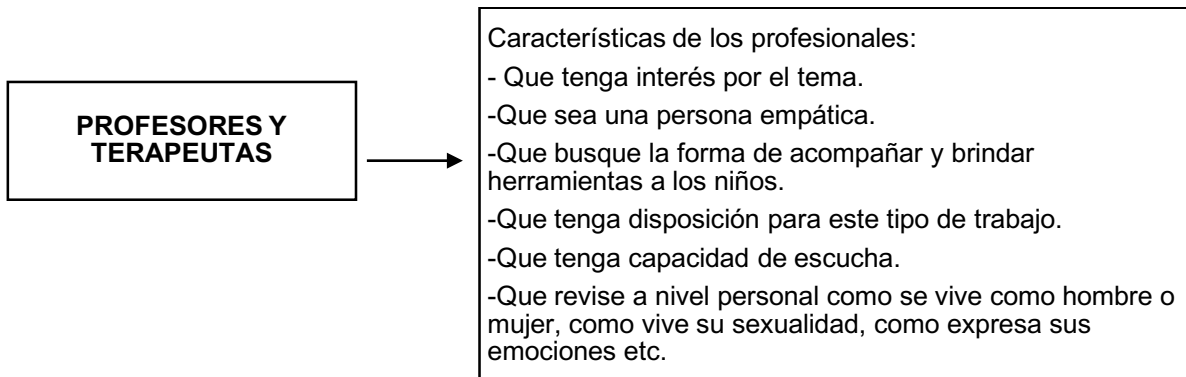 PROFESORES Y
TERAPEUTAS
Características de los profesionales:
- Que tenga interés por el tema.
-Que sea una persona empática.
-Que busque la forma de acompañar y brindar
herramientas a los niños.
-Que tenga disposición para este tipo de trabajo.
-Que tenga capacidad de escucha.
-Que revise a nivel personal como se vive como hombre o
mujer, como vive su sexualidad, como expresa sus
emociones etc.